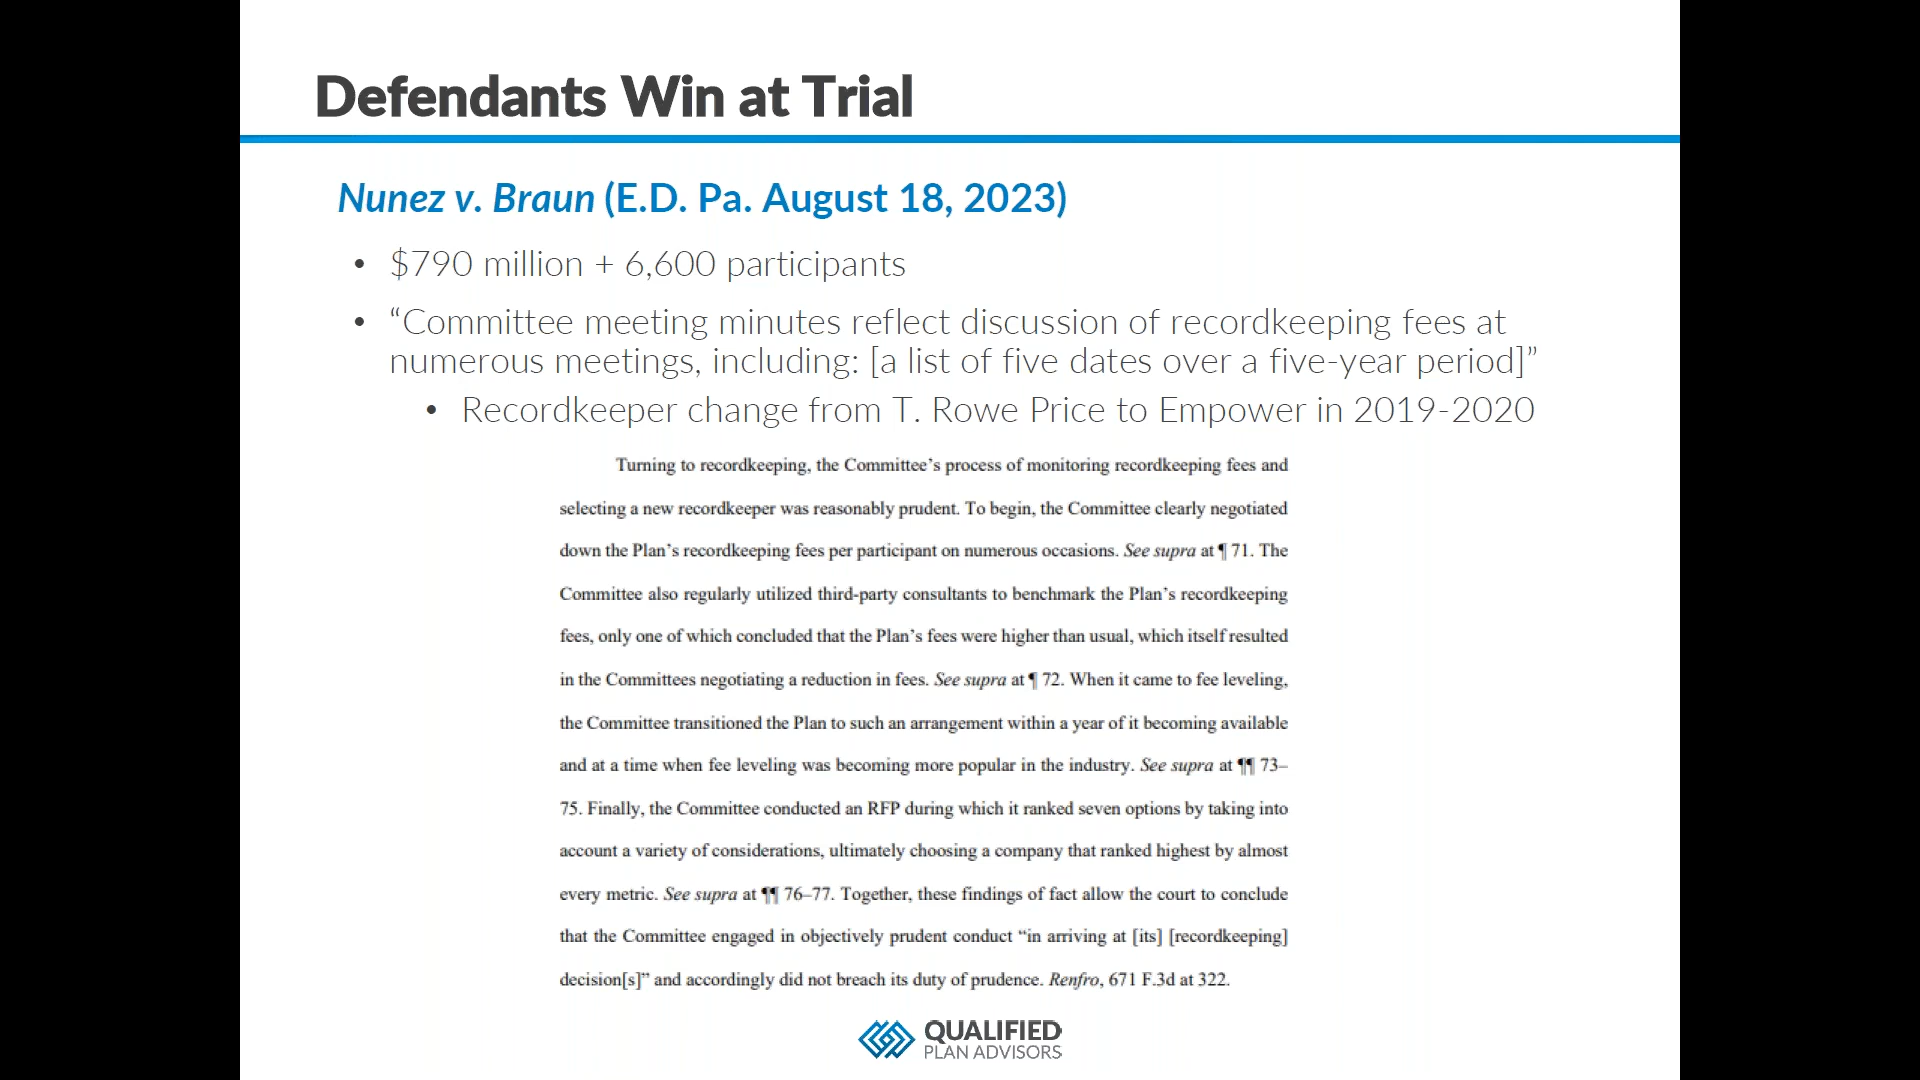 Defendants Win at Trial
Nunez v. Braun (E.D. Pa. August 18, 2023)
• $790 million + 6,600 participants
• “Committee meeting minutes reflect discussion of recordkeeping fees at
numerous meetings, including: [a list of five dates over a five-year period]”
• Recordkeeper change from T. Rowe Price to Empower in 2019-2020
Turning to recordkeeping, the Committee’s process of monitoring recordkeeping fees and
selecting a new recordkeeper was reasonably prudent. To begin, the Committee clearly negotiated
down the Plan’s recordkeeping fees per participant on numerous occasions. See supra at ¶ 71. The
Committee also regularly utilized third-party consultants to benchmark the Plan’s recordkeeping
fees, only one of which concluded that the Plan’s fees were higher than usual, which itself resulted
in the Committees negotiating a reduction in fees. See supra at ¶ 72. When it came to fee leveling,
the Committee transitioned the Plan to such an arrangement within a year of it becoming available
and at a time when fee leveling was becoming more popular in the industry. See supra at ¶¶ 73–
75. Finally, the Committee conducted an RFP during which it ranked seven options by taking into
account a variety of considerations, ultimately choosing a company that ranked highest by almost
every metric. See supra at ¶¶ 76–77. Together, these findings of fact allow the court to conclude
that the Committee engaged in objectively prudent conduct “in arriving at [its] [recordkeeping]
decision[s]” and accordingly did not breach its duty of prudence. Renfro, 671 F.3d at 322.
QUALIFIED
PLAN ADVISORS